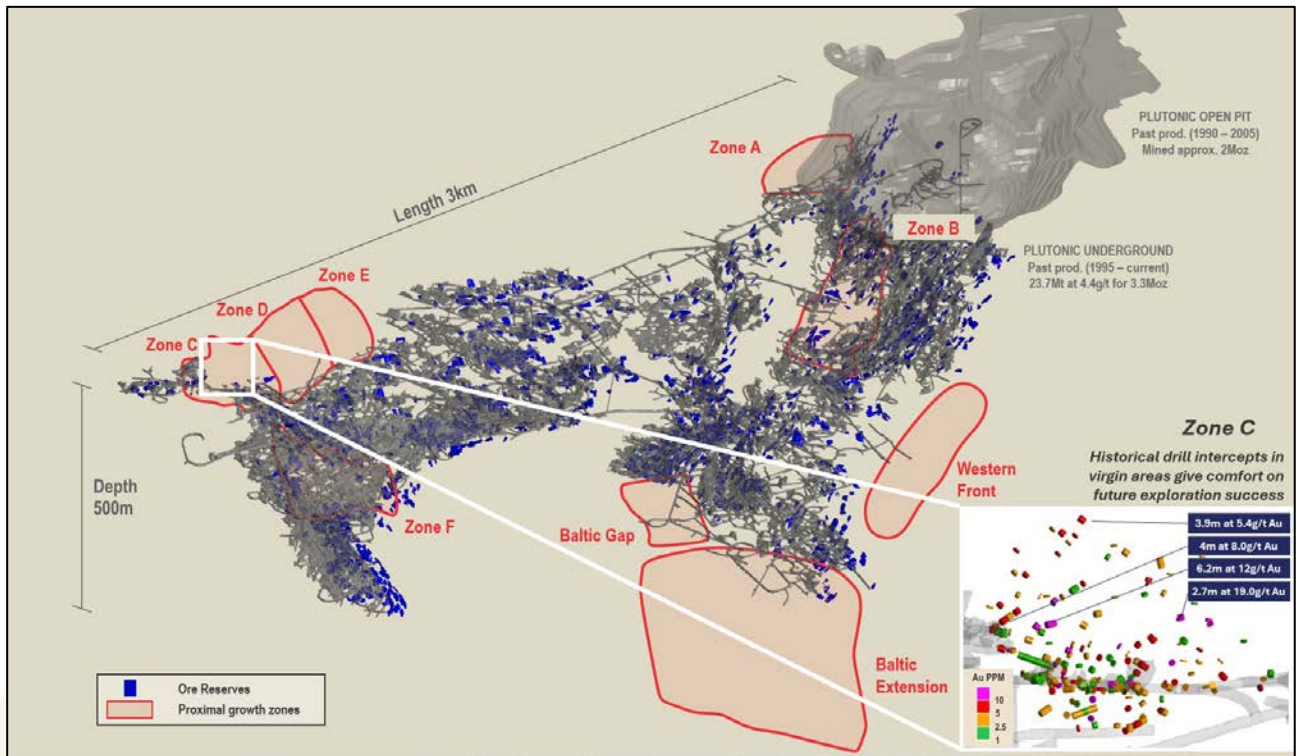 PLUTONIC OPEN PIT
Past prod. (1990 – 2005)
Mined approx. 2Moz
Zone A
Length 3km
Zone B
PLUTONIC UNDERGROUND
Past prod. (1995 – current)
23.7Mt at 4.4g/t for 3.3Moz
Zone E
Zone D
Zone C
Depth
500m
Zone F
Baltic Gap
Western
Front
Baltic
Extension
Zone C
Historical drill intercepts in
virgin areas give comfort on
future exploration success
3.9m at 5.4g/t Au
4m at 8.0g/t Au
6.2m at 12g/t Au
2.7m at 19.0g/t Au
Au PPM
10
5
2.5
1
Ore Reserves
Proximal growth zones